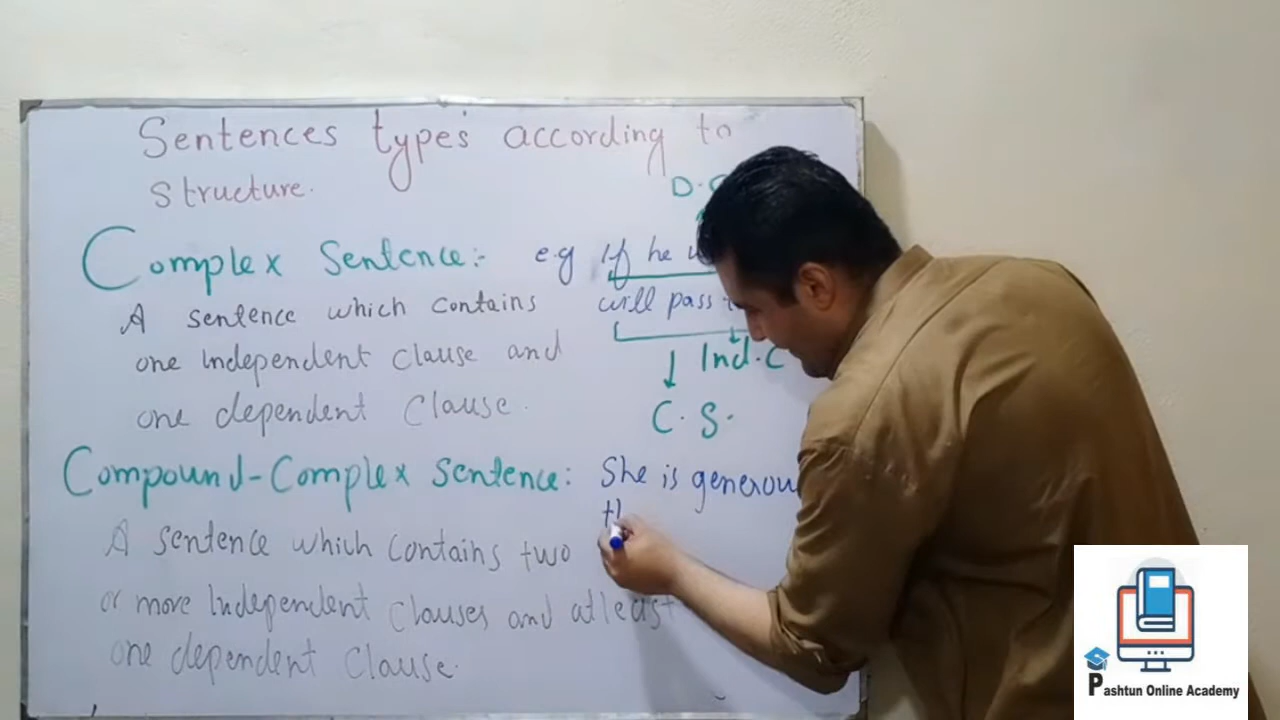 Sentences types according to
structure.
D.
Complex Sentence:- e.g If he
A sentence which contains
one independent clause and
one dependent clause.
will pass
Ind. C
C. S.
Compound-Complex sentence:
A sentence which contains two
or more independent clauses and atleast
one dependent clause.
She is
Pashtun Online Academy